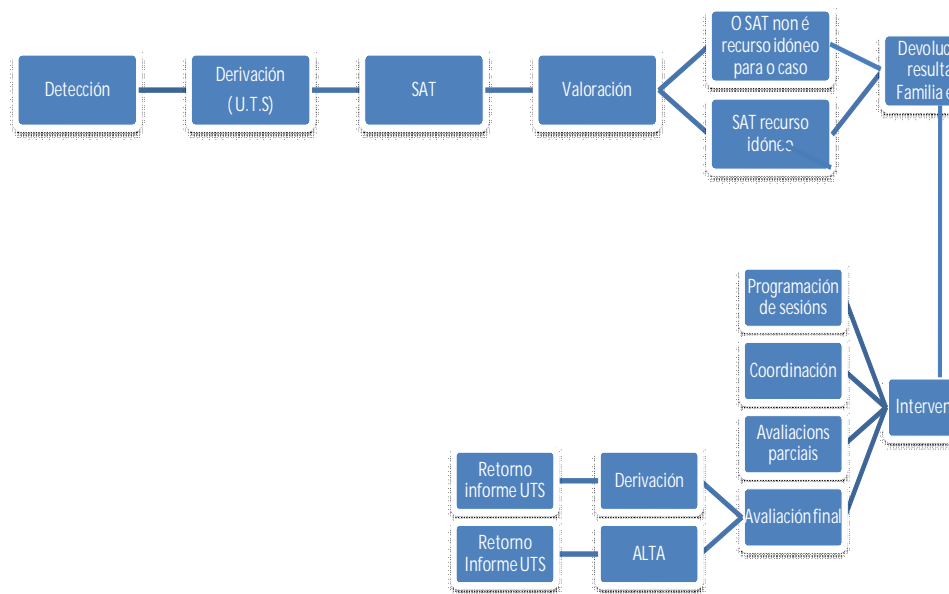 Detección
Derivación
( U.T.S)
SAT
Valoración
O SAT non é
recurso idóneo
para o caso
SAT recurso
idóneo
Familia e
Programación
de sesións
Coordinación
Avaliacions
parciais
Avaliación final
Derivación
Retorno
informe UTS
ALTA
Retorno
Informe UTS